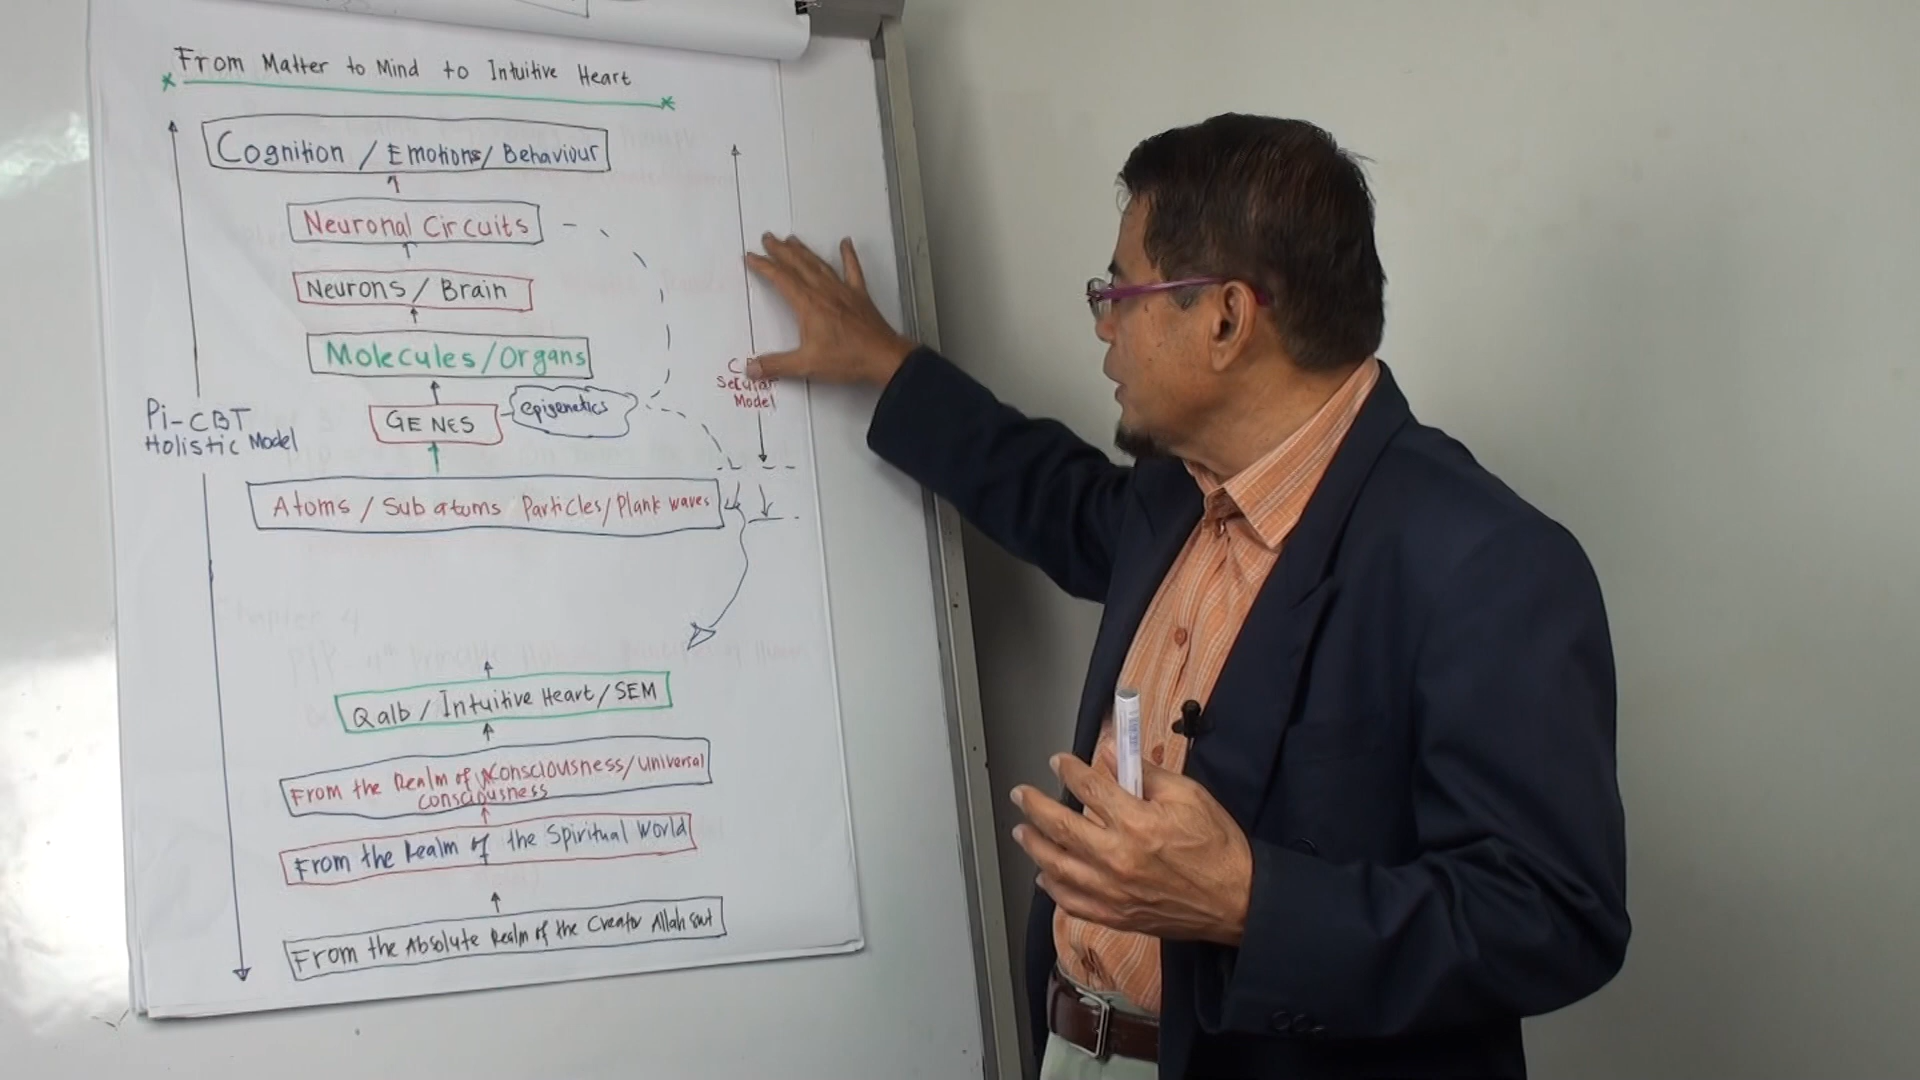 From Matter to Mind to Intuitive Heart
Cognition / Emotions / Behaviour
Neuronal Circuits
Neurons / Brain
Molecules / Organs
GENES
epigenetics
Secular
Model
Pi-CBT
Holistic Model
Atoms / Sub atoms Particles / Plank waves
Qalb / Intuitive Heart / SEM
From the Realm of Consciousness / Universal
Consciousness
From the Realm of the Spiritual World
From the Absolute Realm of the Creator Allah swt